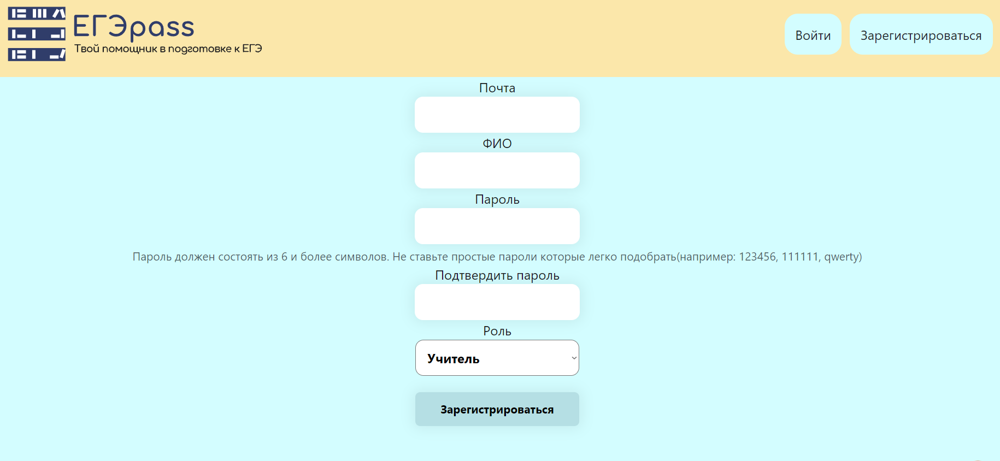 ЕГЭpass
Твой помощник в подготовке к ЕГЭ
Войти
Зарегистрироваться
Почта
ФИО
Пароль
Пароль должен состоять из 6 и более символов. Не ставьте простые пароли которые легко подобрать(например: 123456, 111111, qwerty)
Подтвердить пароль
Роль
Учитель
Зарегистрироваться